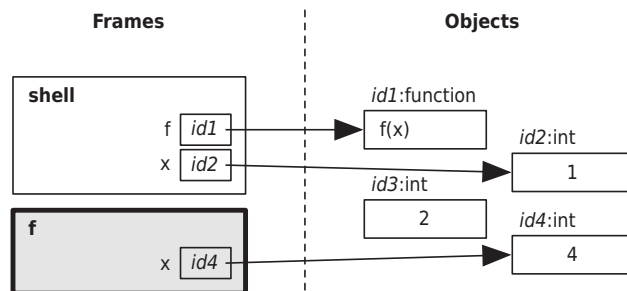 Frames
Objects
shell
f id1
x id2
id1:function
f(x)
id2:int
1
id3:int
2
f
x id4
id4:int
4